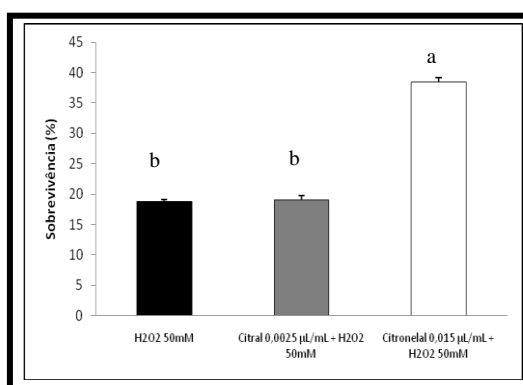 45
40
35
30
25
20
15
10
5
0
Sobrevivência (%)
b
b
a
H2O2 50mM
Citral 0,0025 µL/mL + H2O2
50mM
Citronelal 0,015 µL/mL +
H2O2 50mM